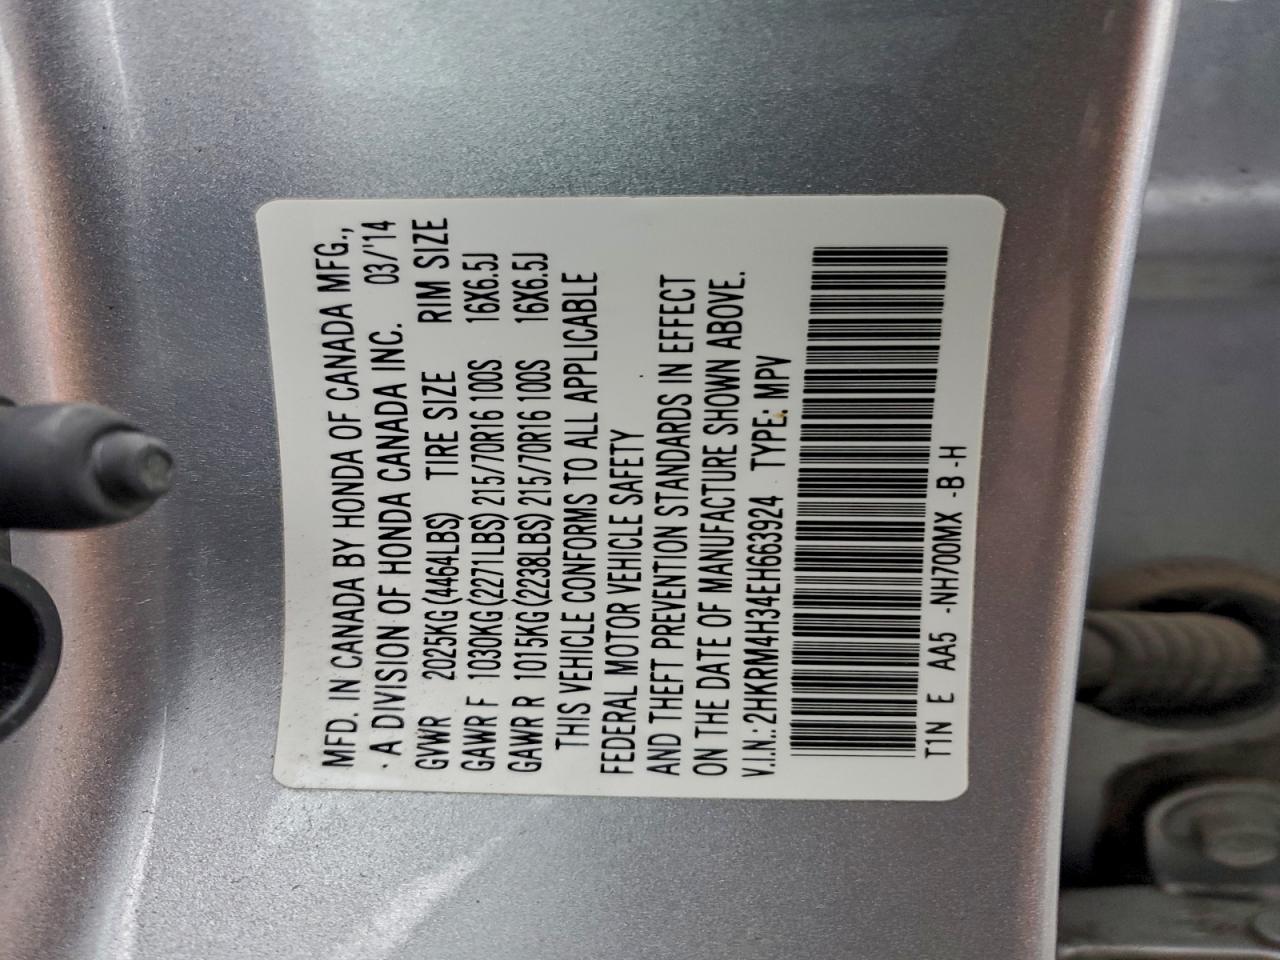 MFD. IN CANADA BY HONDA OF CANADA MFG.,
A DIVISION OF HONDA CANADA INC. 03/'14
GVWR 2025KG (4464LBS) TIRE SIZE RIM SIZE
GAWR F 1030KG (2271LBS) 215/70R16 100S 16X6.5J
GAWR R 1015KG (2238LBS) 215/70R16 100S 16X6.5J
THIS VEHICLE CONFORMS TO ALL APPLICABLE
FEDERAL MOTOR VEHICLE SAFETY
AND THEFT PREVENTION STANDARDS IN EFFECT
ON THE DATE OF MANUFACTURE SHOWN ABOVE.
V.I.N.: 2HKRM4H34EH663924 TYPE: MPV
T1N E AA5 -NH700MX -B -H